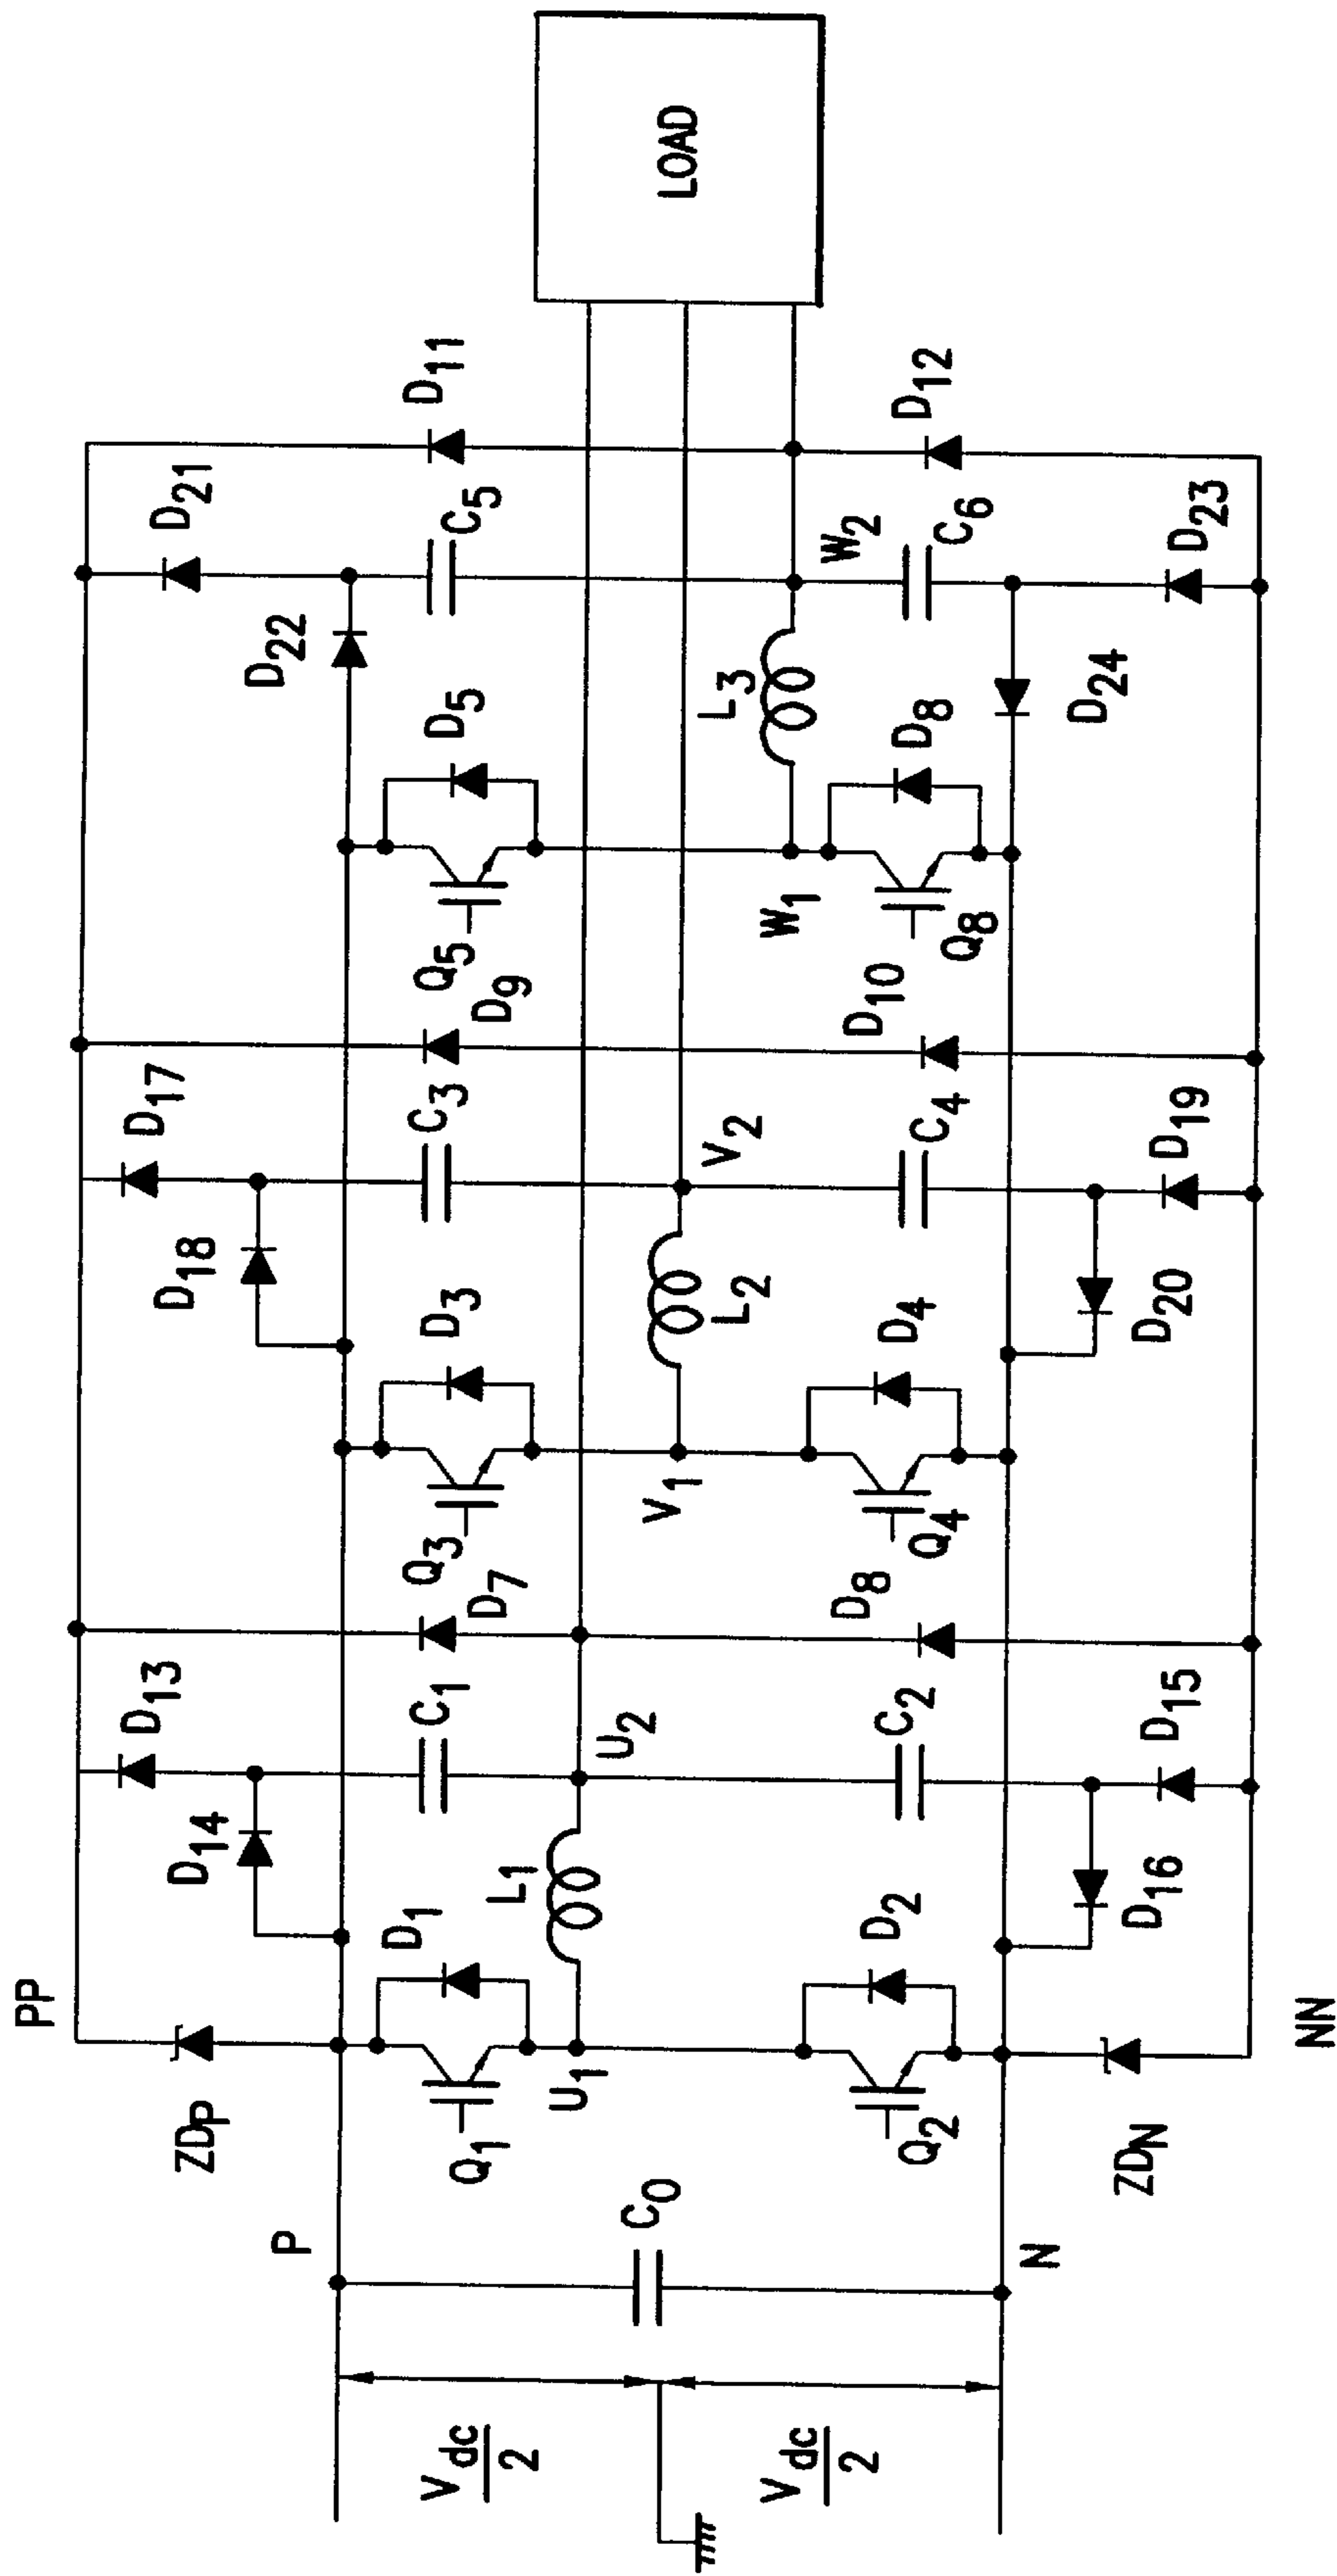 PP
ZDP
P
Vdc/2
Vdc/2
C0
N
ZDN
NN
Q1
D1
U1
L1
Q2
D2
D14
D13
C1
U2
C2
D16
D15
D7
D8
Q3
D3
V1
L2
Q4
D4
D18
D17
C3
V2
C4
D20
D19
D9
D10
Q5
D5
W1
L3
Q8
D8
D22
D21
C5
W2
C6
D24
D23
D11
D12
LOAD